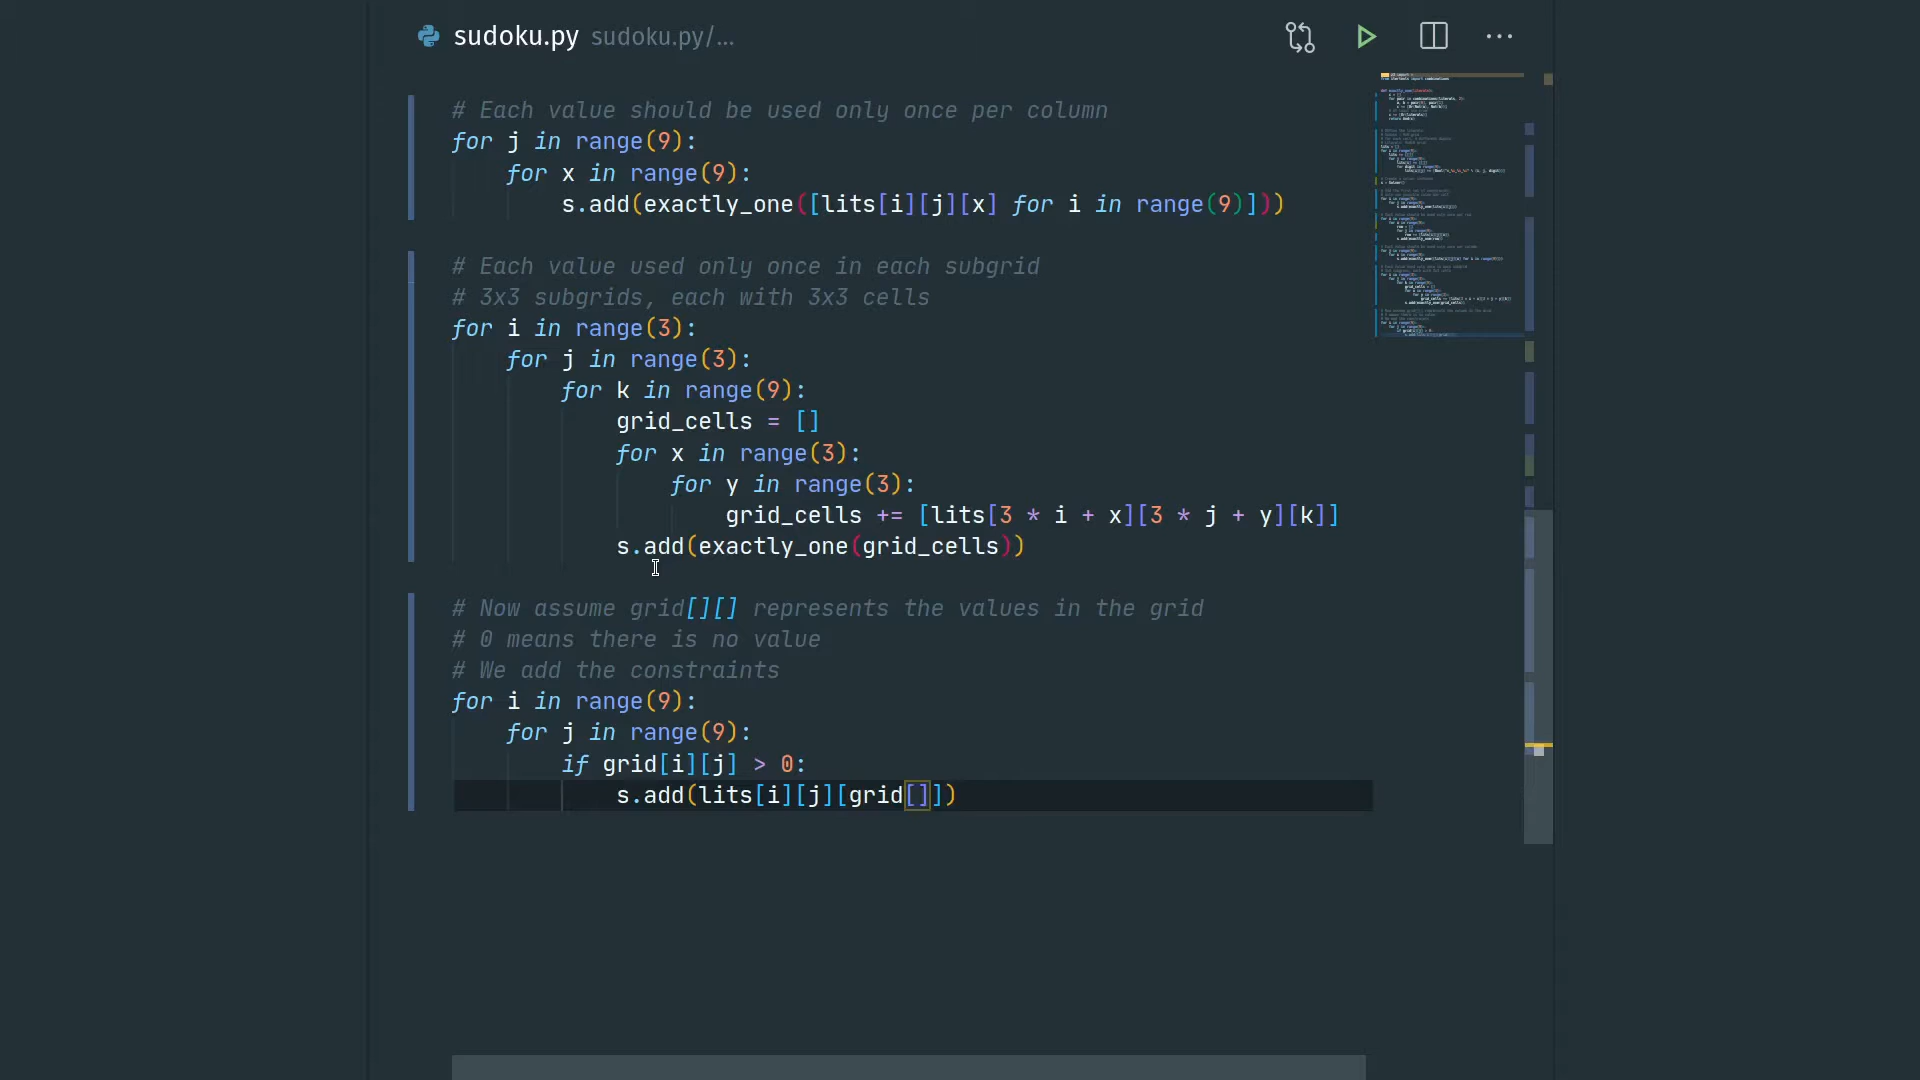 sudoku.py sudoku.py/...
# Each value should be used only once per column
for j in range(9):
for x in range(9):
s.add(exactly_one([lits[i][j][x] for i in range(9)]))
# Each value used only once in each subgrid
# 3x3 subgrids, each with 3x3 cells
for i in range(3):
for j in range(3):
for k in range(9):
grid_cells = []
for x in range(3):
for y in range(3):
grid_cells += [lits[3 * i + x][3 * j + y][k]]
s.add(exactly_one(grid_cells))
# Now assume grid[][] represents the values in the grid
# 0 means there is no value
# We add the constraints
for i in range(9):
for j in range(9):
if grid[i][j] > 0:
s.add(lits[i][j][grid[]])